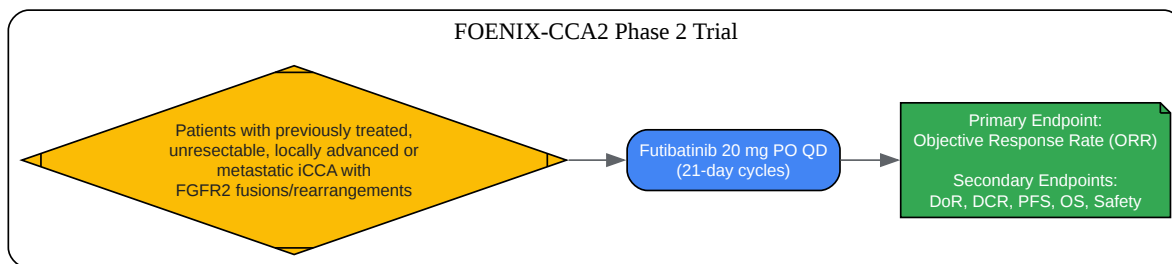 FOENIX-CCA2 Phase 2 Trial
Patients with previously treated,
unresectable, locally advanced or
metastatic iCCA with
FGFR2 fusions/rearrangements
Futibatinib 20 mg PO QD
(21-day cycles)
Primary Endpoint:
Objective Response Rate (ORR)
Secondary Endpoints:
DoR, DCR, PFS, OS, Safety